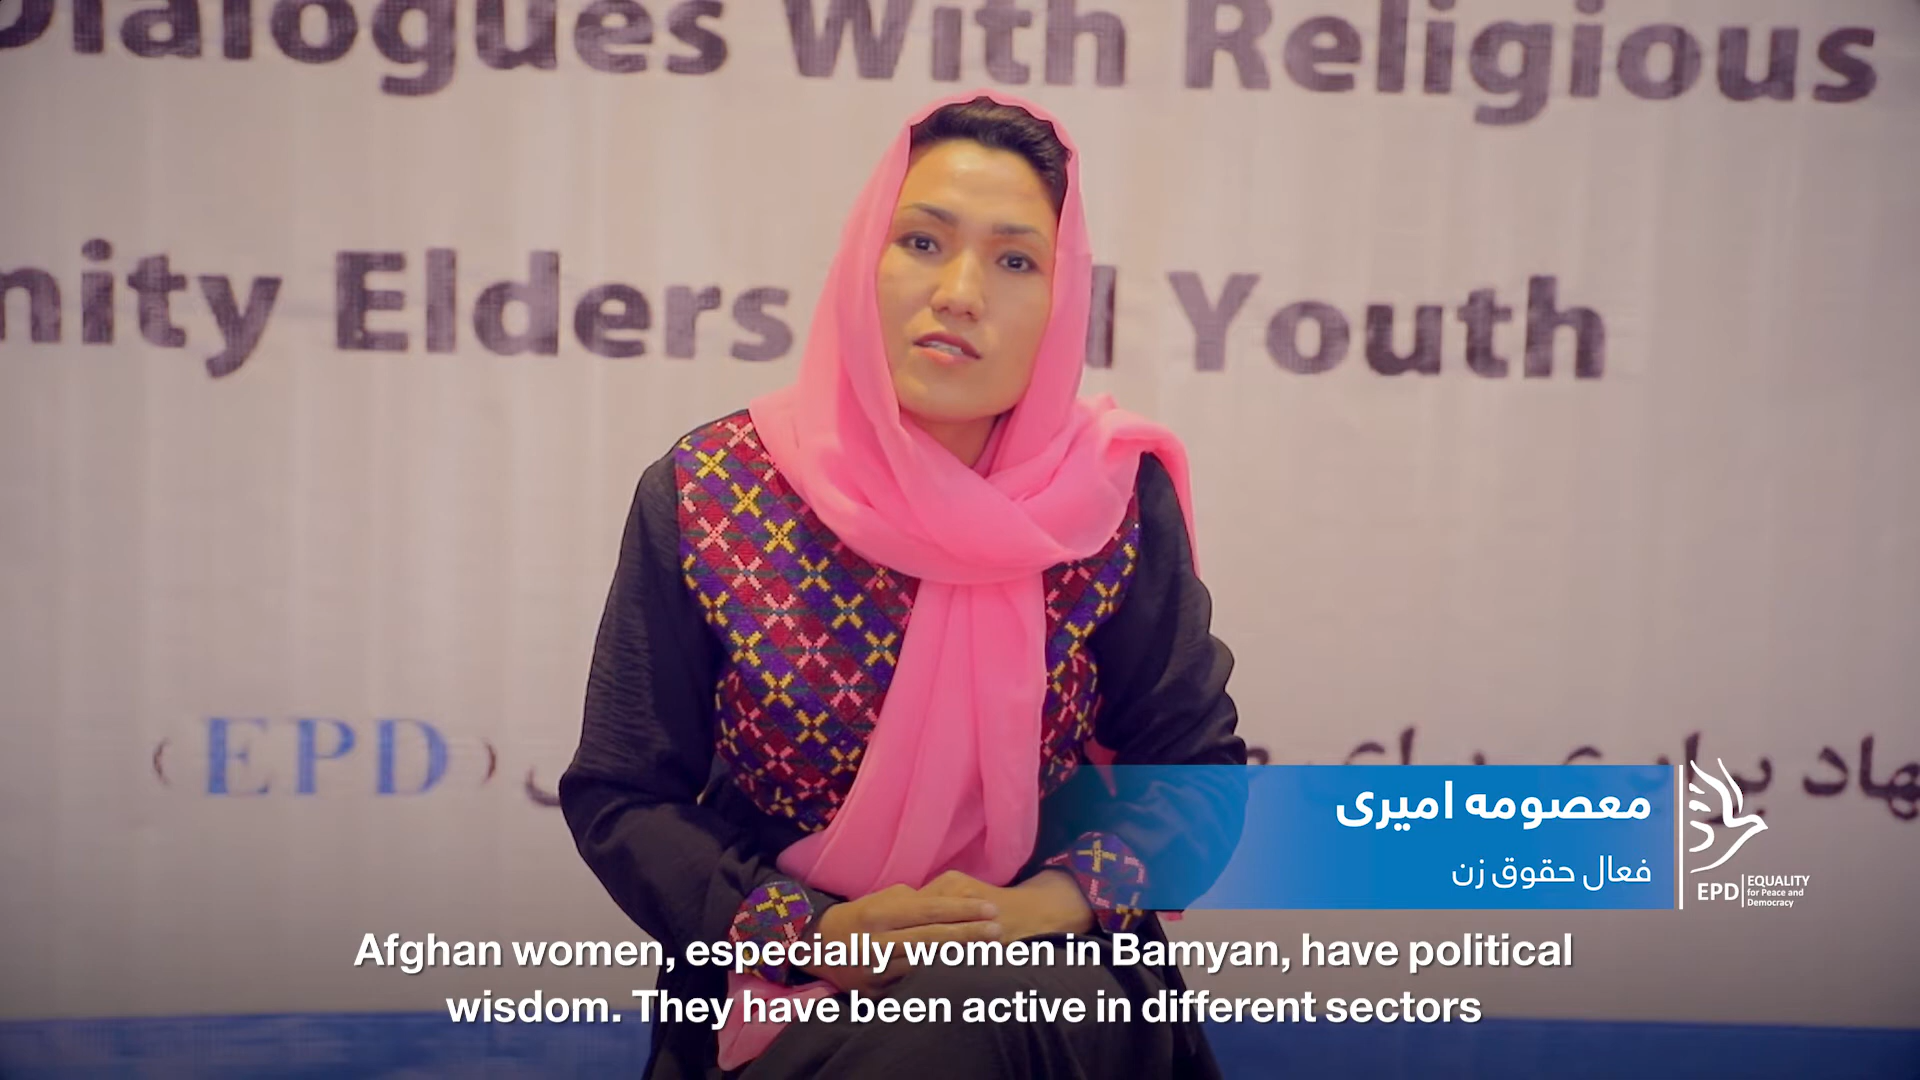 Dialogues With Religious
nity Elders Youth
(EPD)
معصومه امیری
فعال حقوق زن
EPD
EQUALITY
for Peace and
Democracy
Afghan women, especially women in Bamyan, have political
wisdom. They have been active in different sectors